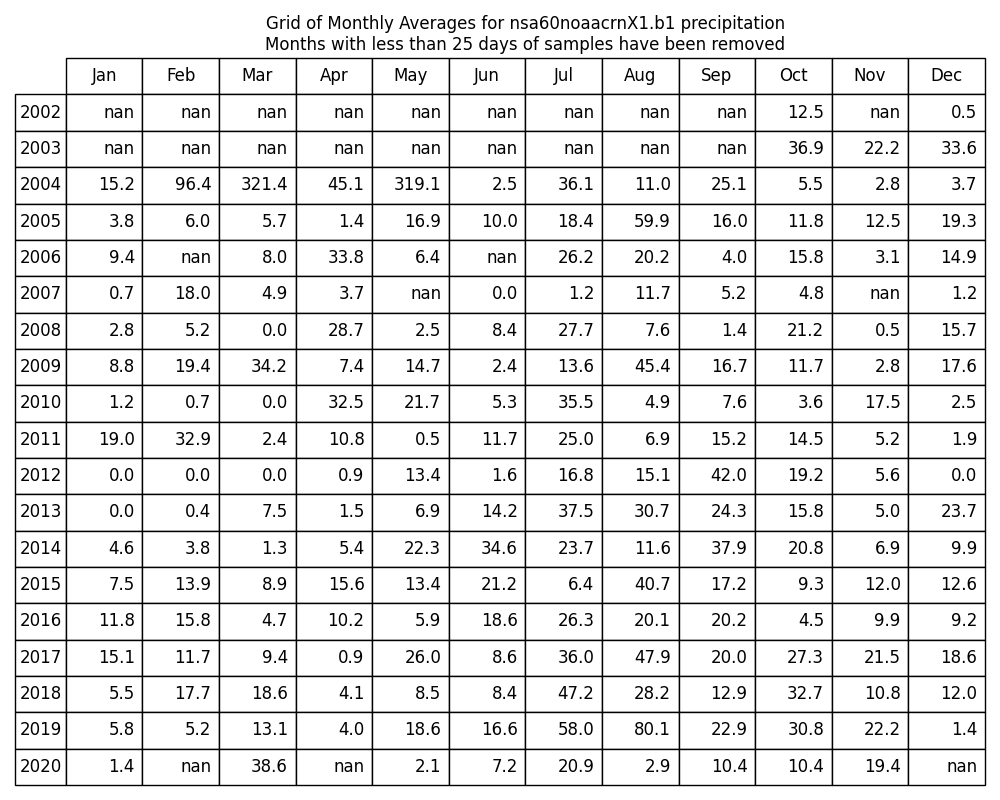 Grid of Monthly Averages for nsa60noaacrnX1.b1 precipitation
Months with less than 25 days of samples have been removed
Jan Feb Mar Apr May Jun Jul Aug Sep Oct Nov Dec
2002 nan nan nan nan nan nan nan nan nan 12.5 nan 0.5
2003 nan nan nan nan nan nan nan nan nan 36.9 22.2 33.6
2004 15.2 96.4 321.4 45.1 319.1 2.5 36.1 11.0 25.1 5.5 2.8 3.7
2005 3.8 6.0 5.7 1.4 16.9 10.0 18.4 59.9 16.0 11.8 12.5 19.3
2006 9.4 nan 8.0 33.8 6.4 nan 26.2 20.2 4.0 15.8 3.1 14.9
2007 0.7 18.0 4.9 3.7 nan 0.0 1.2 11.7 5.2 4.8 nan 1.2
2008 2.8 5.2 0.0 28.7 2.5 8.4 27.7 7.6 1.4 21.2 0.5 15.7
2009 8.8 19.4 34.2 7.4 14.7 2.4 13.6 45.4 16.7 11.7 2.8 17.6
2010 1.2 0.7 0.0 32.5 21.7 5.3 35.5 4.9 7.6 3.6 17.5 2.5
2011 19.0 32.9 2.4 10.8 0.5 11.7 25.0 6.9 15.2 14.5 5.2 1.9
2012 0.0 0.0 0.0 0.9 13.4 1.6 16.8 15.1 42.0 19.2 5.6 0.0
2013 0.0 0.4 7.5 1.5 6.9 14.2 37.5 30.7 24.3 15.8 5.0 23.7
2014 4.6 3.8 1.3 5.4 22.3 34.6 23.7 11.6 37.9 20.8 6.9 9.9
2015 7.5 13.9 8.9 15.6 13.4 21.2 6.4 40.7 17.2 9.3 12.0 12.6
2016 11.8 15.8 4.7 10.2 5.9 18.6 26.3 20.1 20.2 4.5 9.9 9.2
2017 15.1 11.7 9.4 0.9 26.0 8.6 36.0 47.9 20.0 27.3 21.5 18.6
2018 5.5 17.7 18.6 4.1 8.5 8.4 47.2 28.2 12.9 32.7 10.8 12.0
2019 5.8 5.2 13.1 4.0 18.6 16.6 58.0 80.1 22.9 30.8 22.2 1.4
2020 1.4 nan 38.6 nan 2.1 7.2 20.9 2.9 10.4 10.4 19.4 nan